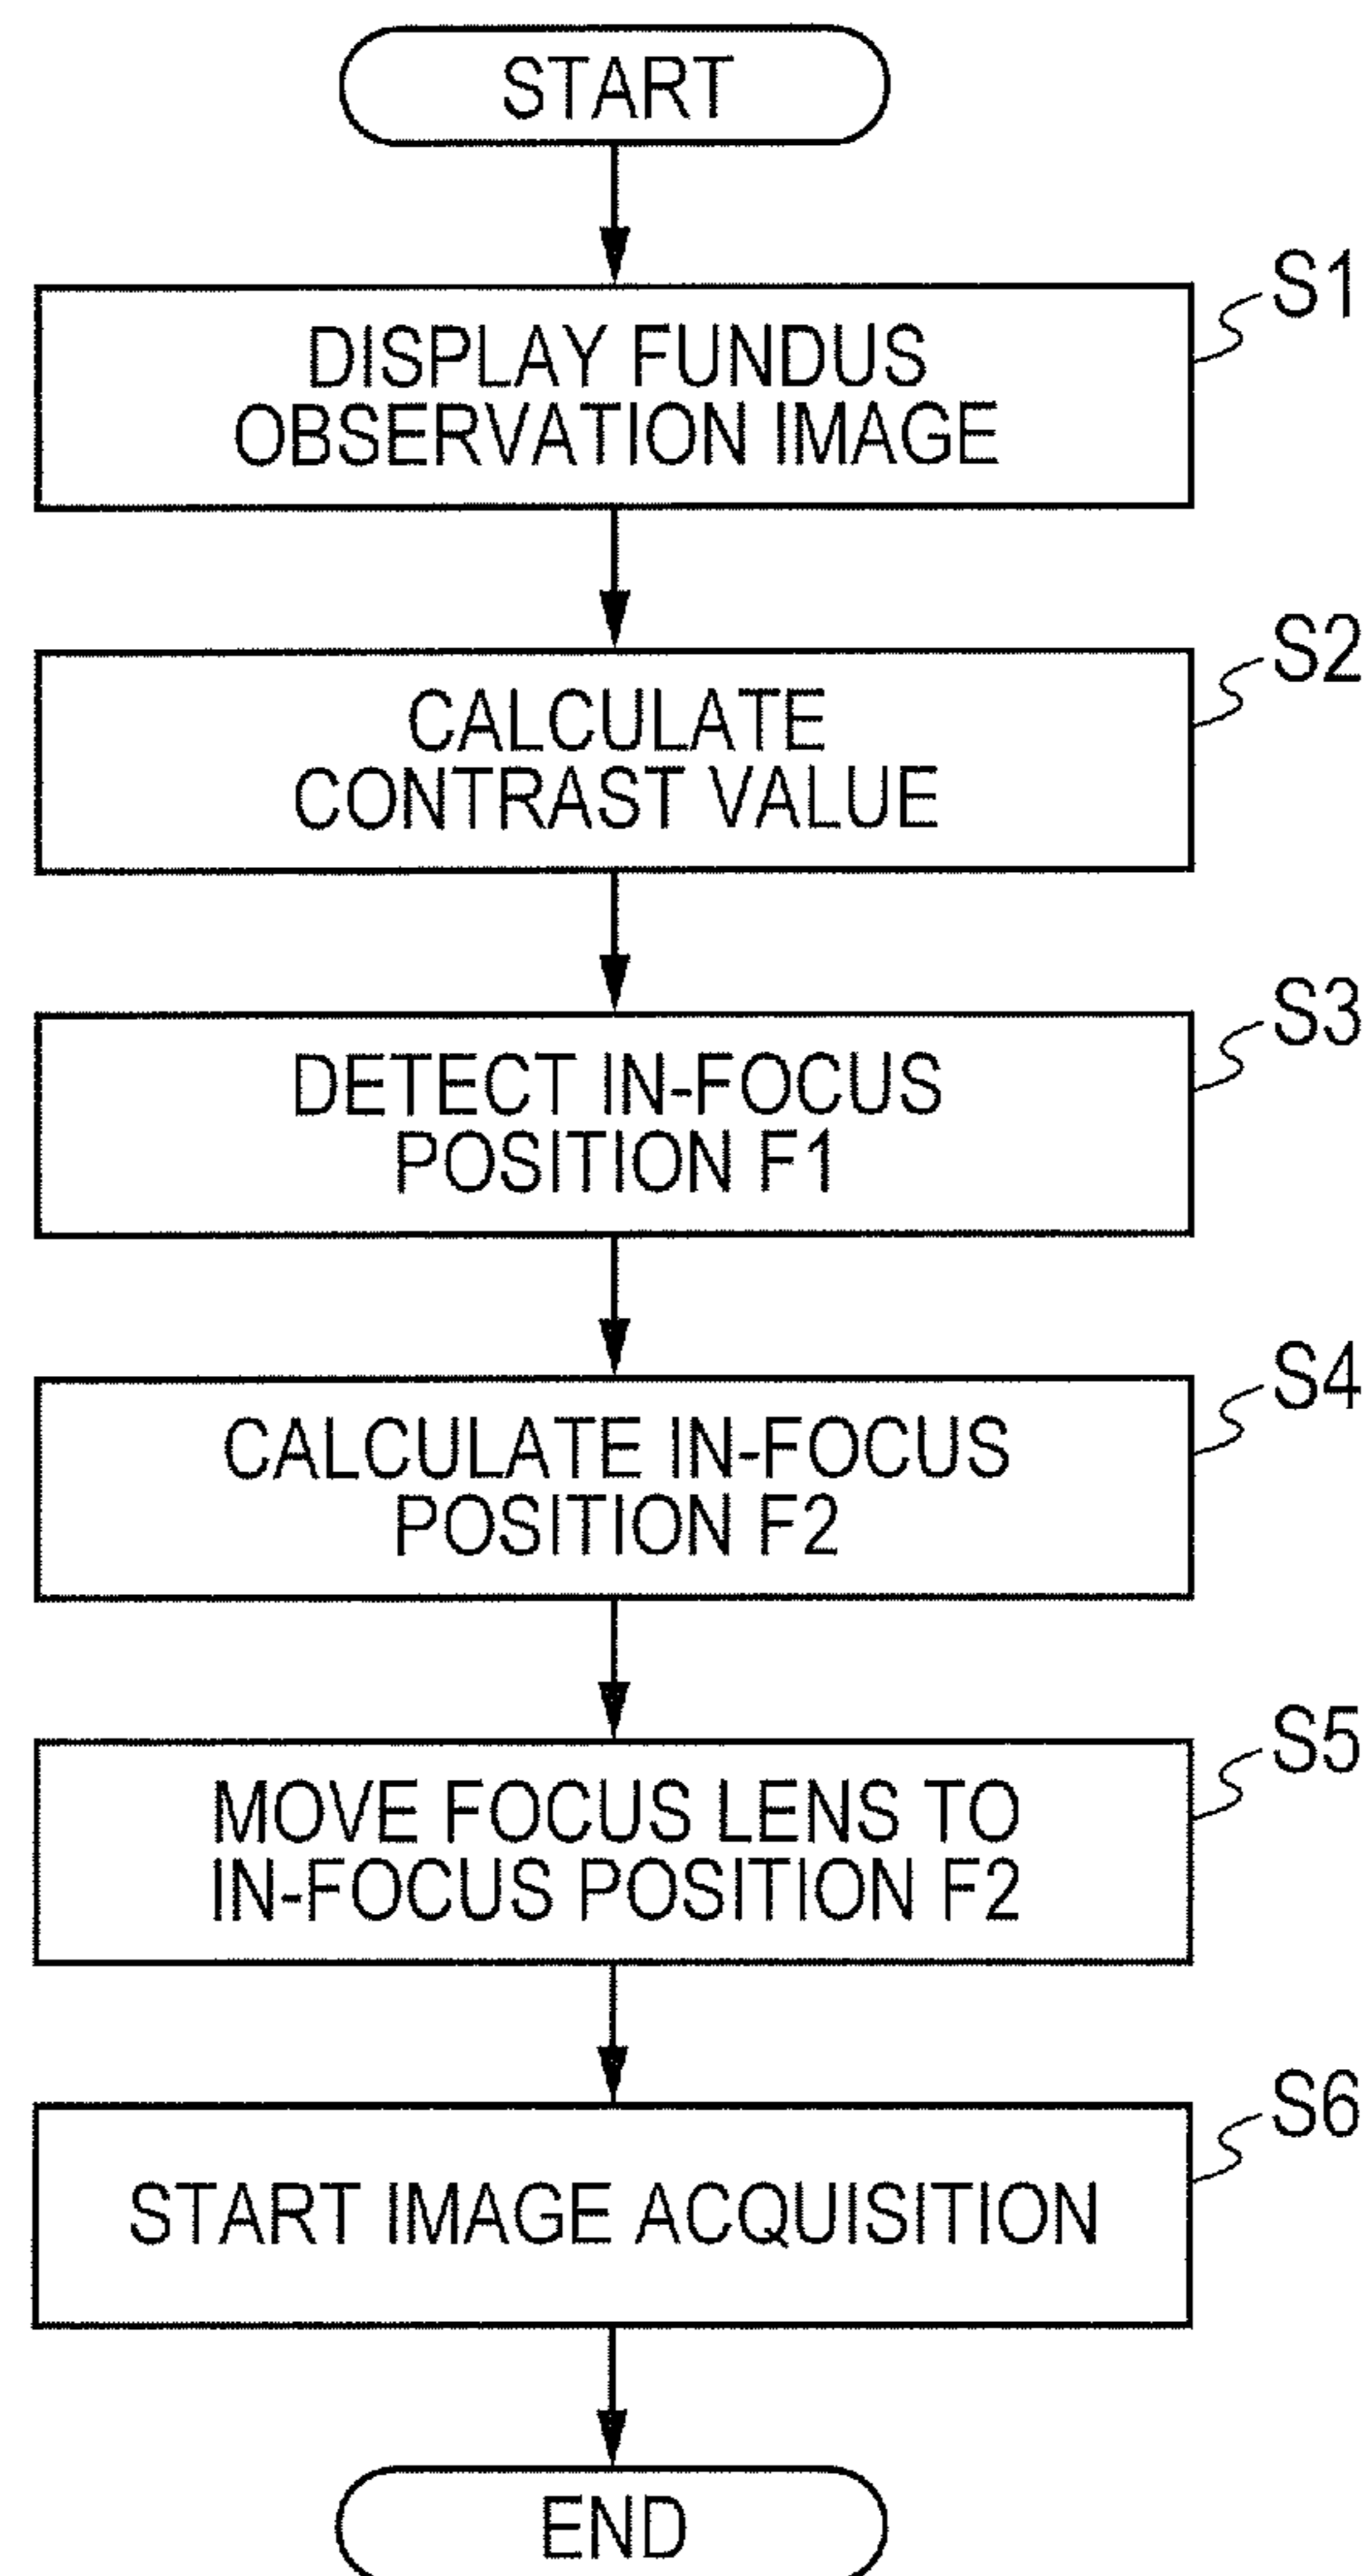 START
S1
DISPLAY FUNDUS
OBSERVATION IMAGE
S2
CALCULATE
CONTRAST VALUE
S3
DETECT IN-FOCUS
POSITION F1
S4
CALCULATE IN-FOCUS
POSITION F2
S5
MOVE FOCUS LENS TO
IN-FOCUS POSITION F2
S6
START IMAGE ACQUISITION
END